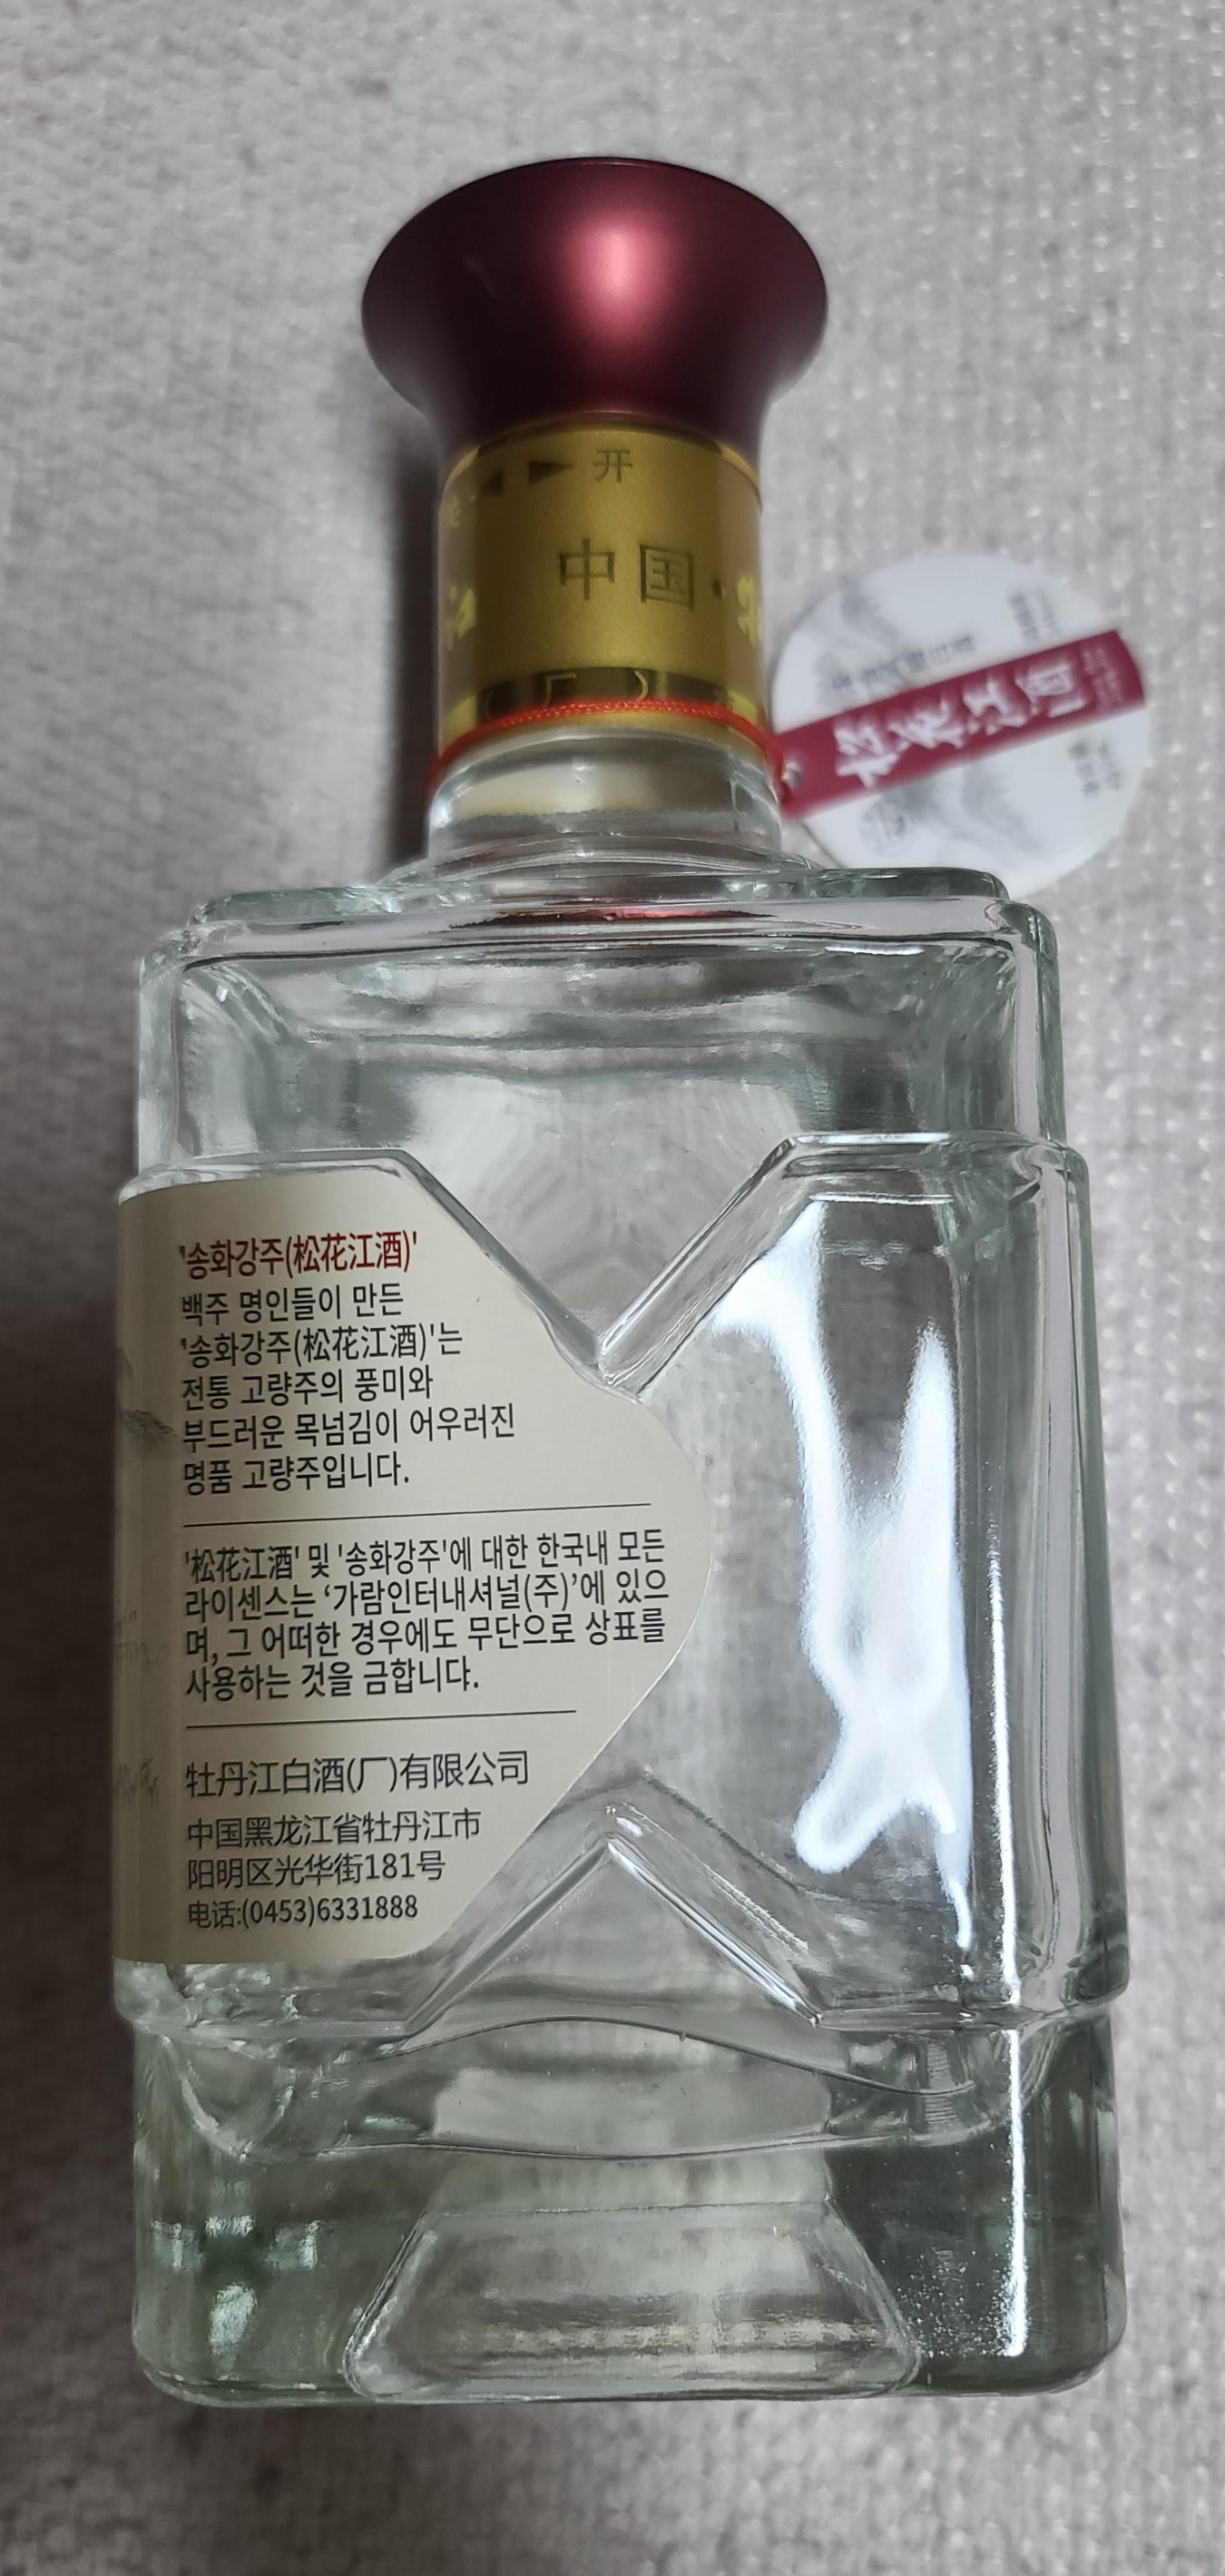 开
中国·
'송화강주(松花江酒)'
백주 명인들이 만든
'송화강주(松花江酒)'는
전통 고량주의 풍미와
부드러운 목넘김이 어우러진
명품 고량주입니다.
'松花江酒' 및 '송화강주'에 대한 한국내 모든
라이센스는 ‘가람인터내셔널(주)’에 있으
며, 그 어떠한 경우에도 무단으로 상표를
사용하는 것을 금합니다.
牡丹江白酒(厂)有限公司
中国黑龙江省牡丹江市
阳明区光华街181号
电话:(0453)6331888